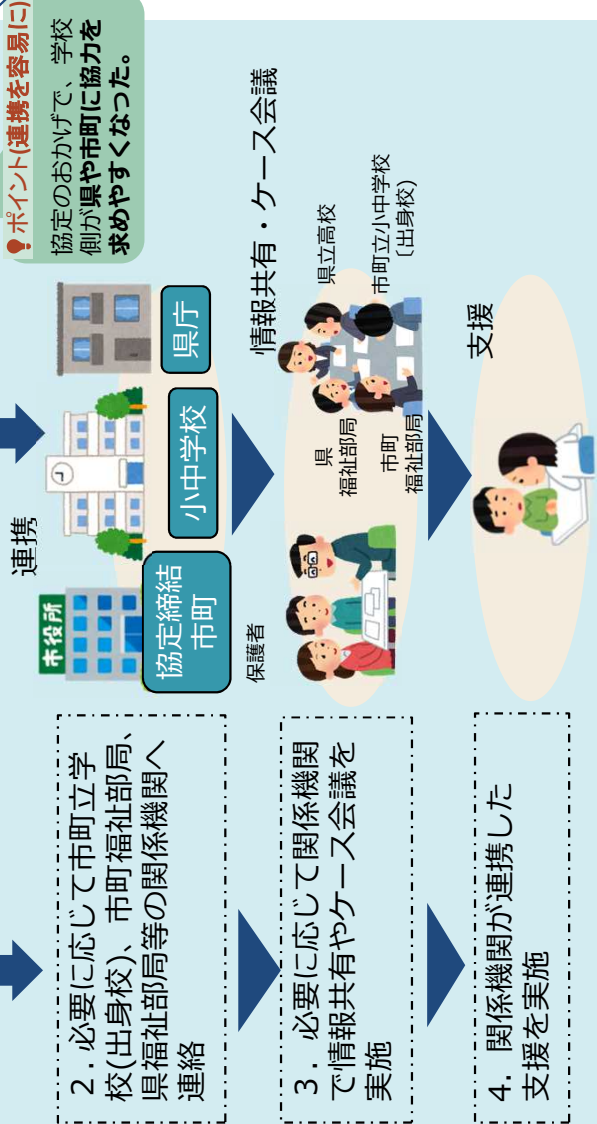 ポイント(連携を容易に)
協定のおかげで、学校
側が県や市町に協力を
求めやすくなった。
連携
市役所
県庁
小中学校
協定締結
市町
2．必要に応じて市町立学
校(出身校)、市町福祉部局、
県福祉部局等の関係機関へ
連絡
情報共有・ケース会議
保護者
県
福祉部局
市町
福祉部局
県立高校
市町立小中学校
〔出身校〕
3．必要に応じて関係機関
で情報共有やケース会議を
実施
支援
4．関係機関が連携した
支援を実施